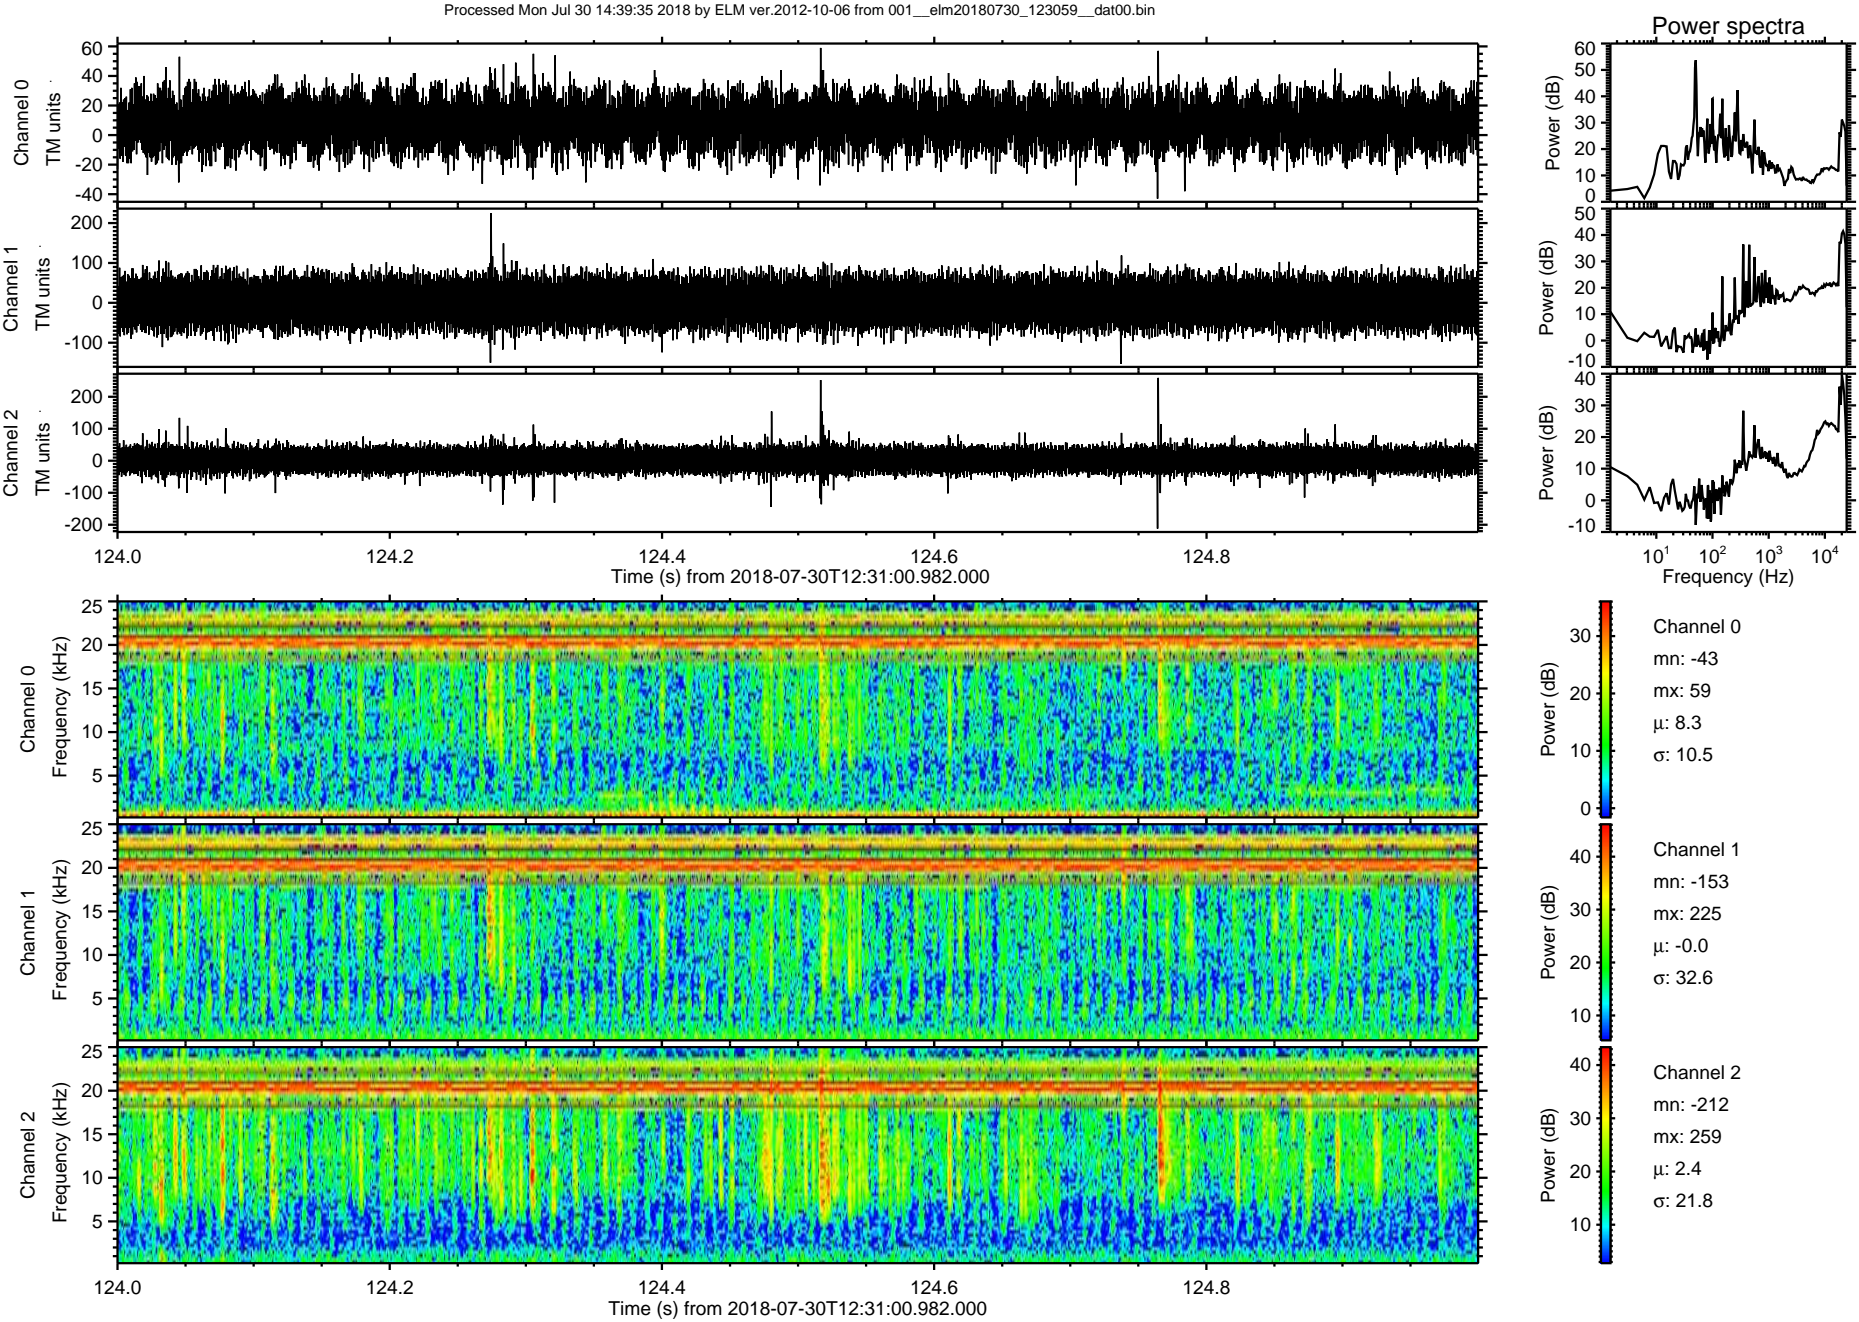 Processed Mon Jul 30 14:39:35 2018 by ELM ver.2012-10-06 from 001__elm20180730_123059__dat00.bin
Power spectra
Channel 0
TM units
60
40
20
0
-20
-40
Power (dB)
60
50
40
30
20
10
0
Channel 1
TM units
200
100
0
-100
Power (dB)
50
40
30
20
10
0
-10
Channel 2
TM units
200
100
0
-100
-200
Power (dB)
40
30
20
10
0
-10
124.0 124.2 124.4 124.6 124.8
Time (s) from 2018-07-30T12:31:00.982.000
10¹ 10² 10³ 10⁴
Frequency (Hz)
Channel 0
Frequency (kHz)
25
20
15
10
5
Power (dB)
30
20
10
0
Channel 0
mn: -43
mx: 59
μ: 8.3
σ: 10.5
Channel 1
Frequency (kHz)
25
20
15
10
5
Power (dB)
40
30
20
10
Channel 1
mn: -153
mx: 225
μ: -0.0
σ: 32.6
Channel 2
Frequency (kHz)
25
20
15
10
5
Power (dB)
40
30
20
10
Channel 2
mn: -212
mx: 259
μ: 2.4
σ: 21.8
124.0 124.2 124.4 124.6 124.8
Time (s) from 2018-07-30T12:31:00.982.000